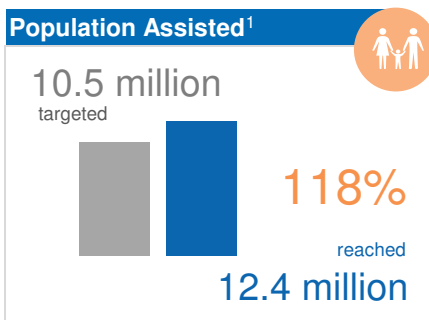 Population Assisted¹
10.5 million
targeted
118%
reached
12.4 million